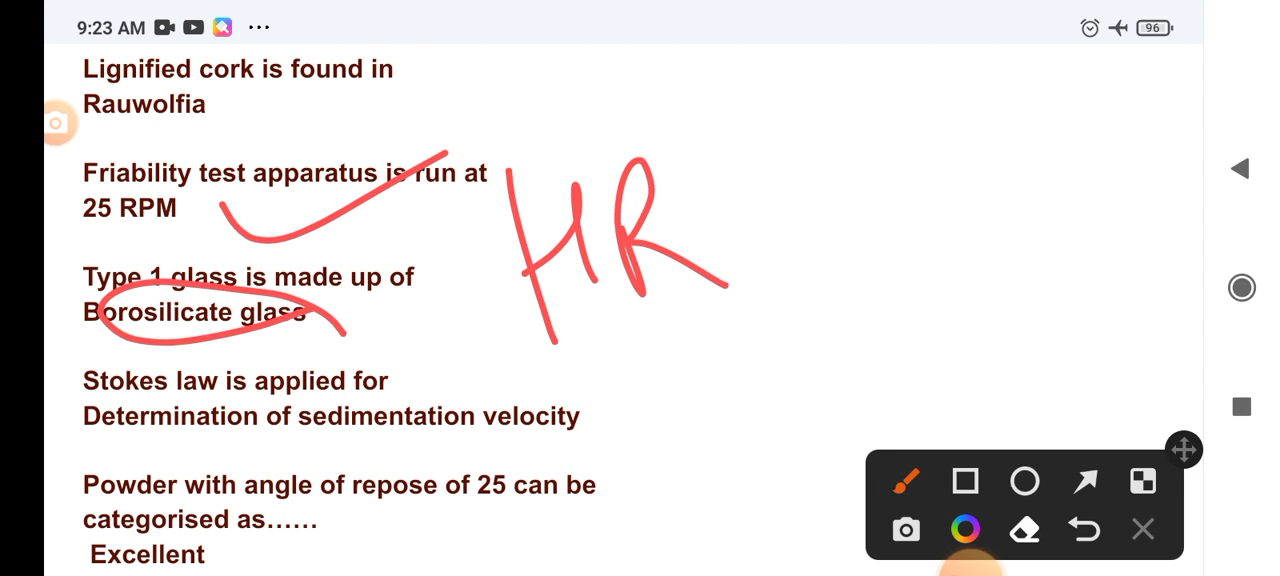 9:23 AM
96
Lignified cork is found in
Rauwolfia
Friability test apparatus is run at
25 RPM
HR
Type 1 glass is made up of
Borosilicate glass
Stokes law is applied for
Determination of sedimentation velocity
Powder with angle of repose of 25 can be
categorised as......
Excellent